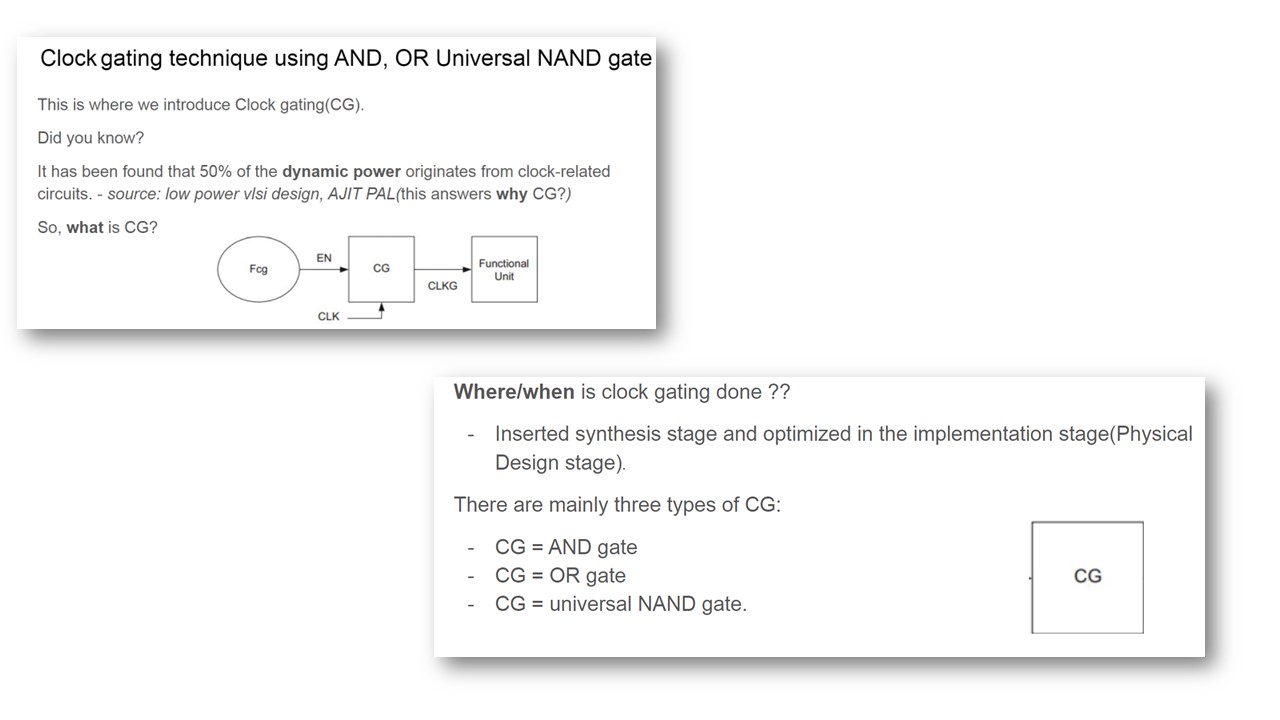 Clock gating technique using AND, OR Universal NAND gate
This is where we introduce Clock gating(CG).
Did you know?
It has been found that 50% of the dynamic power originates from clock-related
circuits. - source: low power vlsi design, AJIT PAL(this answers why CG?)
So, what is CG?
Fcg
EN
CG
CLKG
Functional
Unit
CLK
Where/when is clock gating done ??
- Inserted synthesis stage and optimized in the implementation stage(Physical
Design stage).
There are mainly three types of CG:
- CG = AND gate
- CG = OR gate
- CG = universal NAND gate.
CG